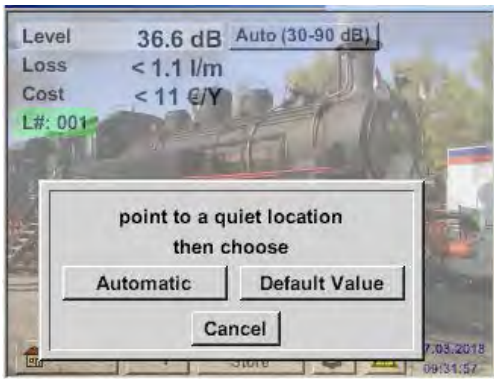 Level 36.6 dB Auto (30-90 dB)
Loss < 1.1 l/m
Cost < 11 €/Y
L#: 001
point to a quiet location
then choose
Automatic Default Value
Cancel
Store
7.03.2018
09:31:57